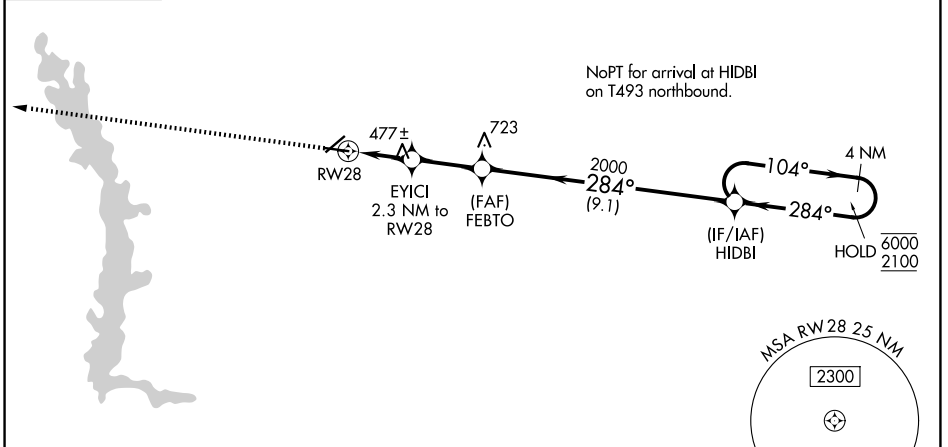 NoPT for arrival at HIDBI
on T493 northbound.
477±
723
RW28
EYICI
2.3 NM to
RW28
(FAF)
FEBTO
2000
284°
(9.1)
104°
4 NM
284°
(IF/IAF)
HIDBI
HOLD
6000
2100
MSA RW 28 25 NM
2300